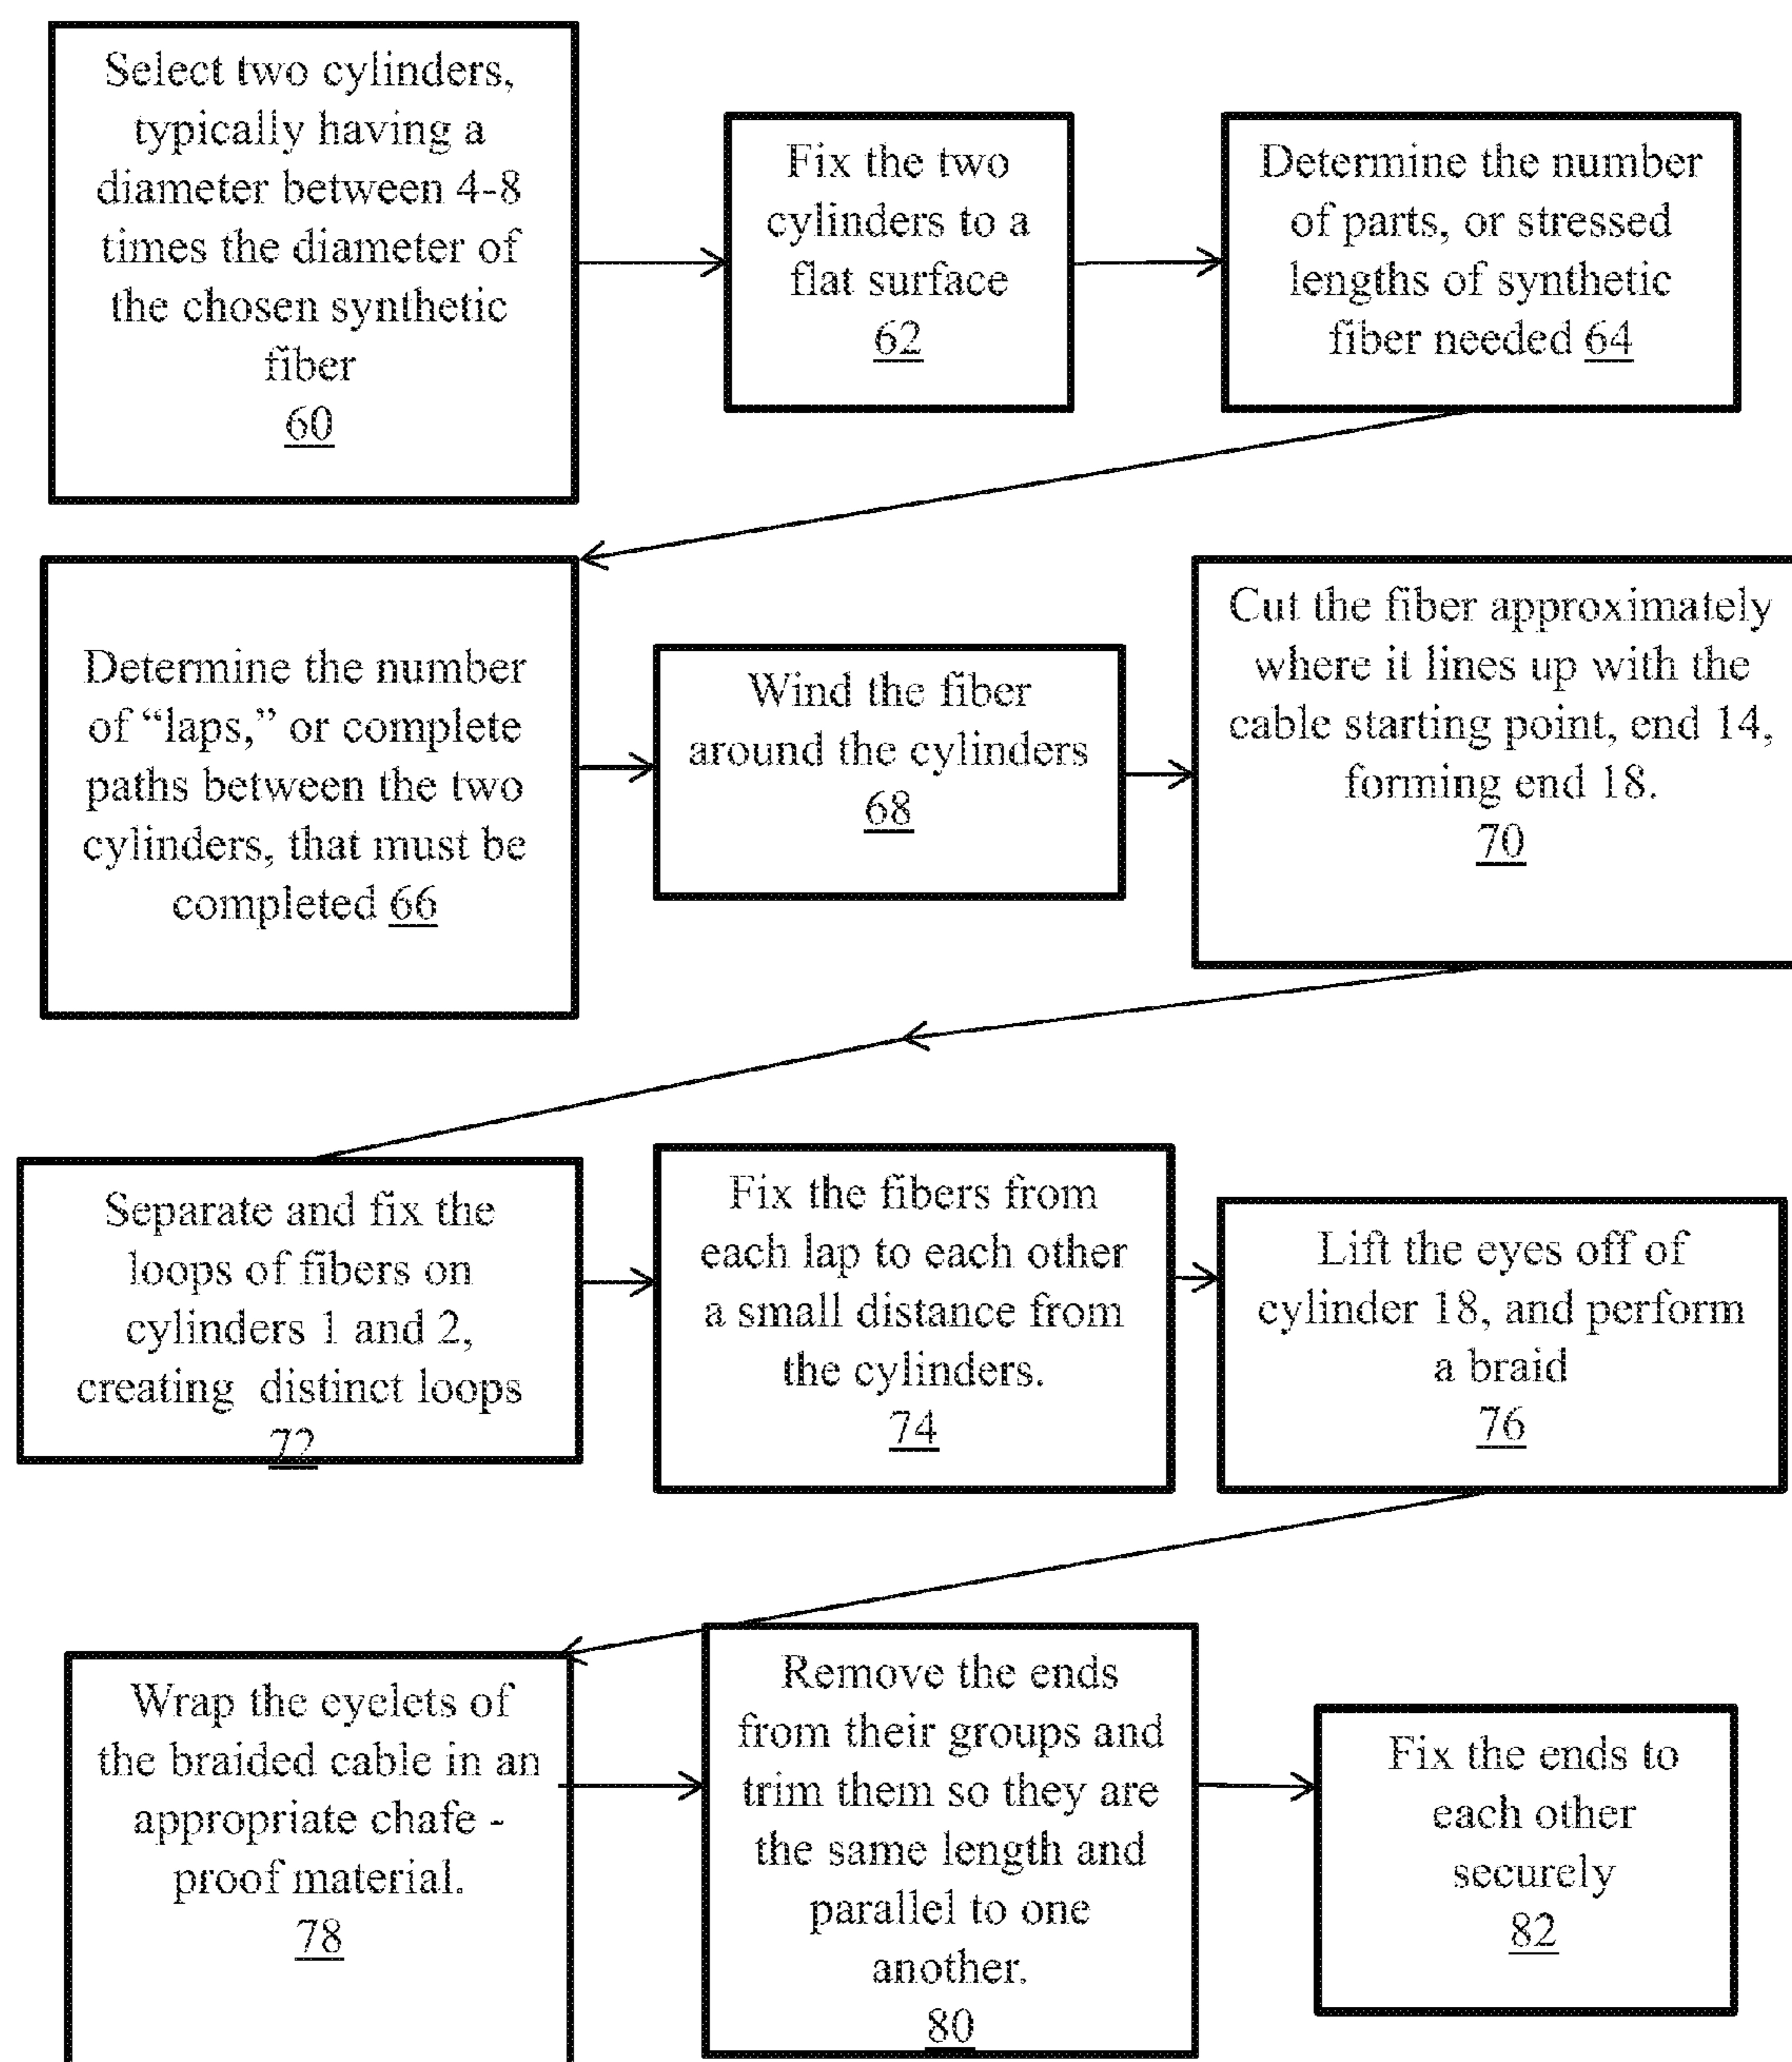 Select two cylinders,
typically having a
diameter between 4-8
times the diameter of
the chosen synthetic
fiber
60
Fix the two
cylinders to a
flat surface
62
Determine the number
of parts, or stressed
lengths of synthetic
fiber needed 64
Determine the number
of “laps,” or complete
paths between the two
cylinders, that must be
completed 66
Wind the fiber
around the cylinders
68
Cut the fiber approximately
where it lines up with the
cable starting point, end 14,
forming end 18.
70
Separate and fix the
loops of fibers on
cylinders 1 and 2,
creating distinct loops
72
Fix the fibers from
each lap to each other
a small distance from
the cylinders.
74
Lift the eyes off of
cylinder 18, and perform
a braid
76
Wrap the eyelets of
the braided cable in an
appropriate chafe -
proof material.
78
Remove the ends
from their groups and
trim them so they are
the same length and
parallel to one
another.
80
Fix the ends to
each other
securely
82